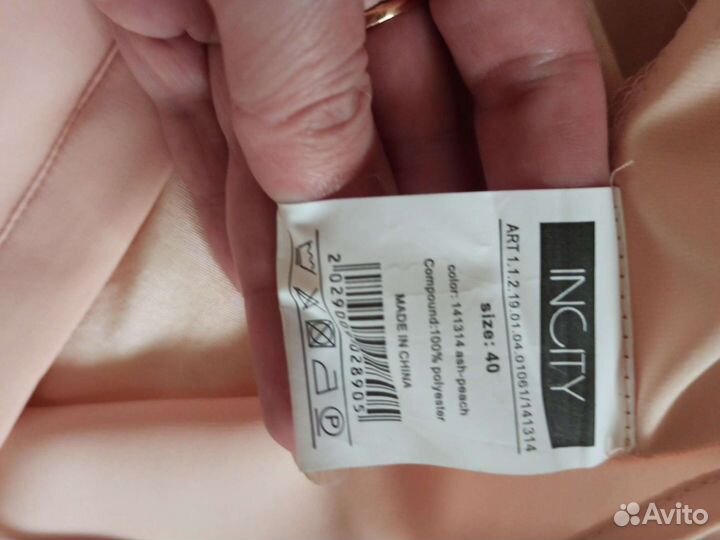 INCITY
ART 1.1.2.19.01.04.01061/141314
size: 40
color: 141314 ash-peach
Compound:100% polyester
MADE IN CHINA
P
Avito